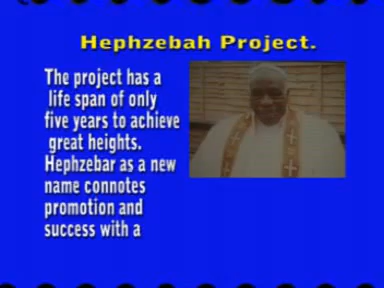 Hephzebah Project.
The project has a
life span of only
five years to achieve
great heights.
Hephzebar as a new
name connotes
promotion and
success with a